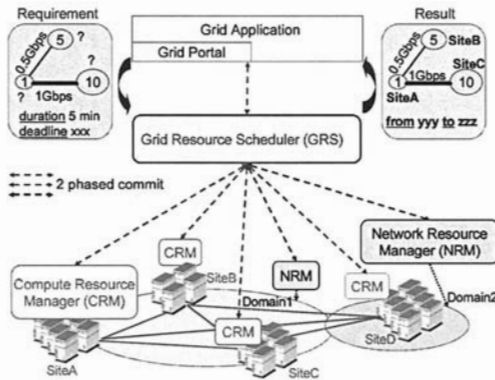 Requirement
?
0.5Gbps
5
?
1
10
?
1Gbps
duration 5 min
deadline xxx
Grid Application
Grid Portal
Result
0.5Gbps
5
SiteB
SiteC
1Gbps
1
10
SiteA
from yyy to zzz
Grid Resource Scheduler (GRS)
2 phased commit
Network Resource
Manager (NRM)
CRM
SiteB
NRM
CRM
Compute Resource
Manager (CRM)
Domain1
Domain2
CRM
SiteD
SiteA
SiteC